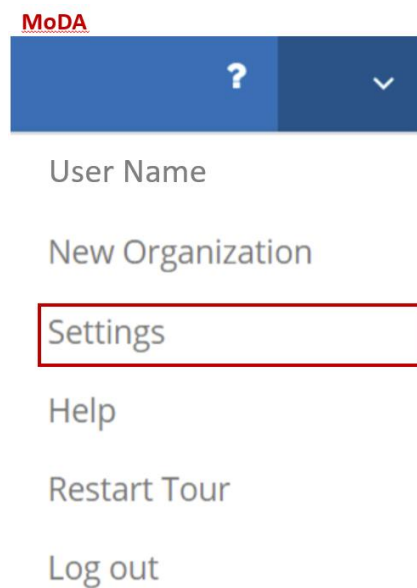 MoDA
?
User Name
New Organization
Settings
Help
Restart Tour
Log out